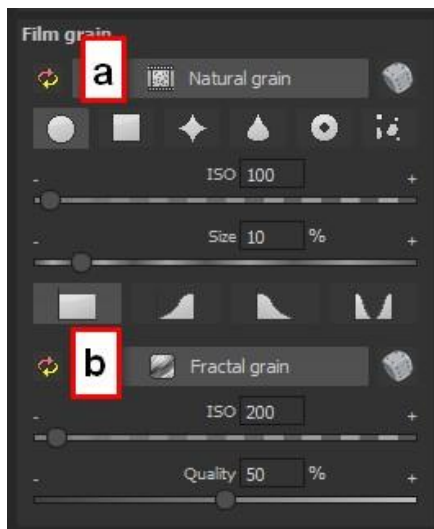 Film grain
a Natural grain
- ISO 100 +
- Size 10 % +
b Fractal grain
- ISO 200 +
- Quality 50 % +